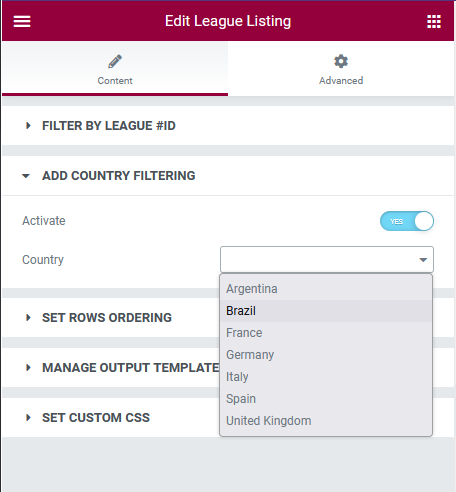 Edit League Listing
Content
Advanced
FILTER BY LEAGUE #ID
ADD COUNTRY FILTERING
Activate
YES
Country
Argentina
Brazil
France
Germany
Italy
Spain
United Kingdom
SET ROWS ORDERING
MANAGE OUTPUT TEMPLATE
SET CUSTOM CSS